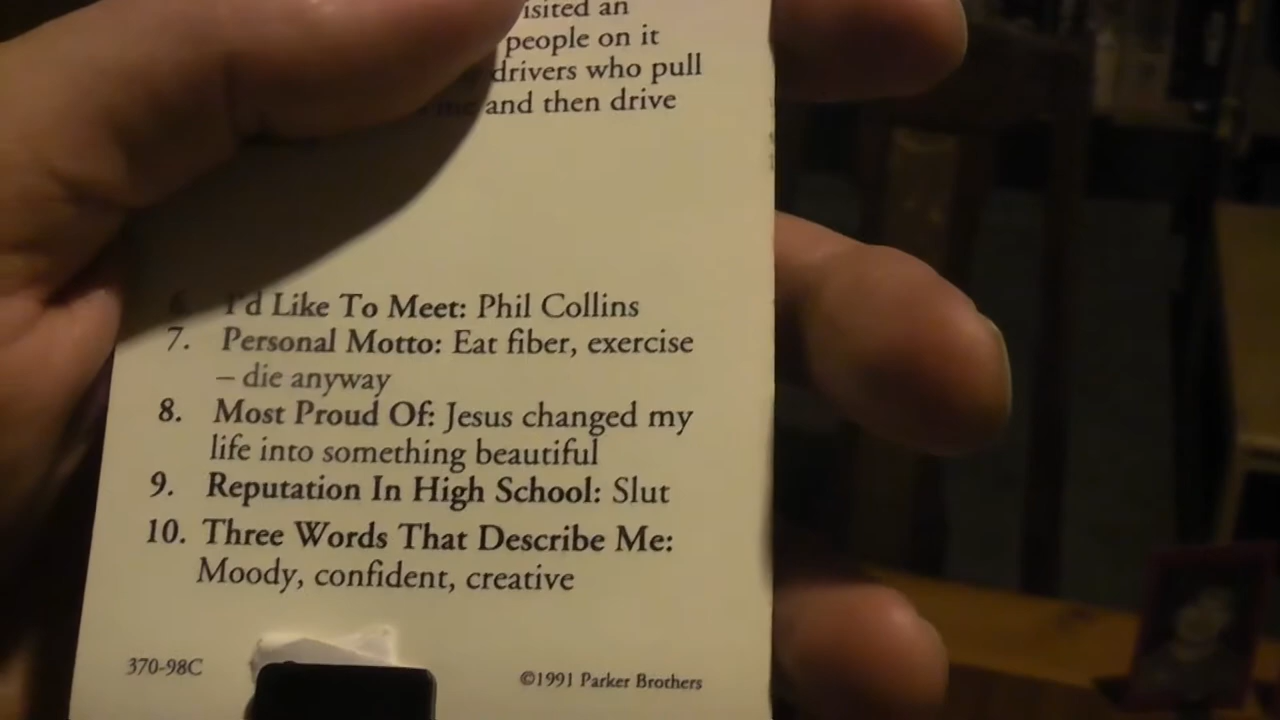 isited an
people on it
drivers who pull
and then drive
6. I'd Like To Meet: Phil Collins
7. Personal Motto: Eat fiber, exercise
– die anyway
8. Most Proud Of: Jesus changed my
life into something beautiful
9. Reputation In High School: Slut
10. Three Words That Describe Me:
Moody, confident, creative
370-98C ©1991 Parker Brothers